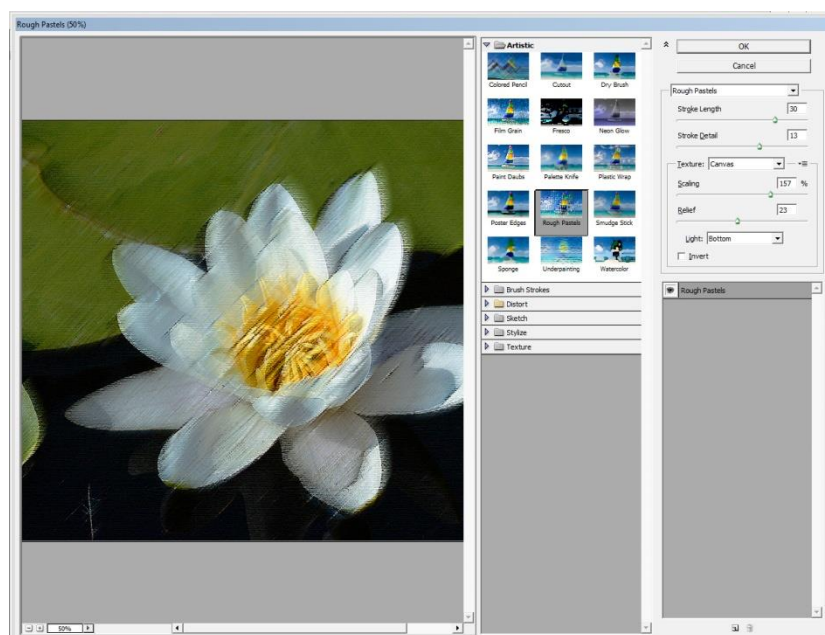 Rough Pastels (50%)
Artistic
Colored Pencil Cutout Dry Brush
Film Grain Fresco Neon Glow
Paint Daubs Palette Knife Plastic Wrap
Poster Edges Rough Pastels Smudge Stick
Sponge Underpainting Watercolor
Brush Strokes
Distort
Sketch
Stylize
Texture
50%
OK
Cancel
Rough Pastels
Stroke Length 30
Stroke Detail 13
Texture: Canvas
Scaling 157 %
Relief 23
Light: Bottom
Invert
Rough Pastels